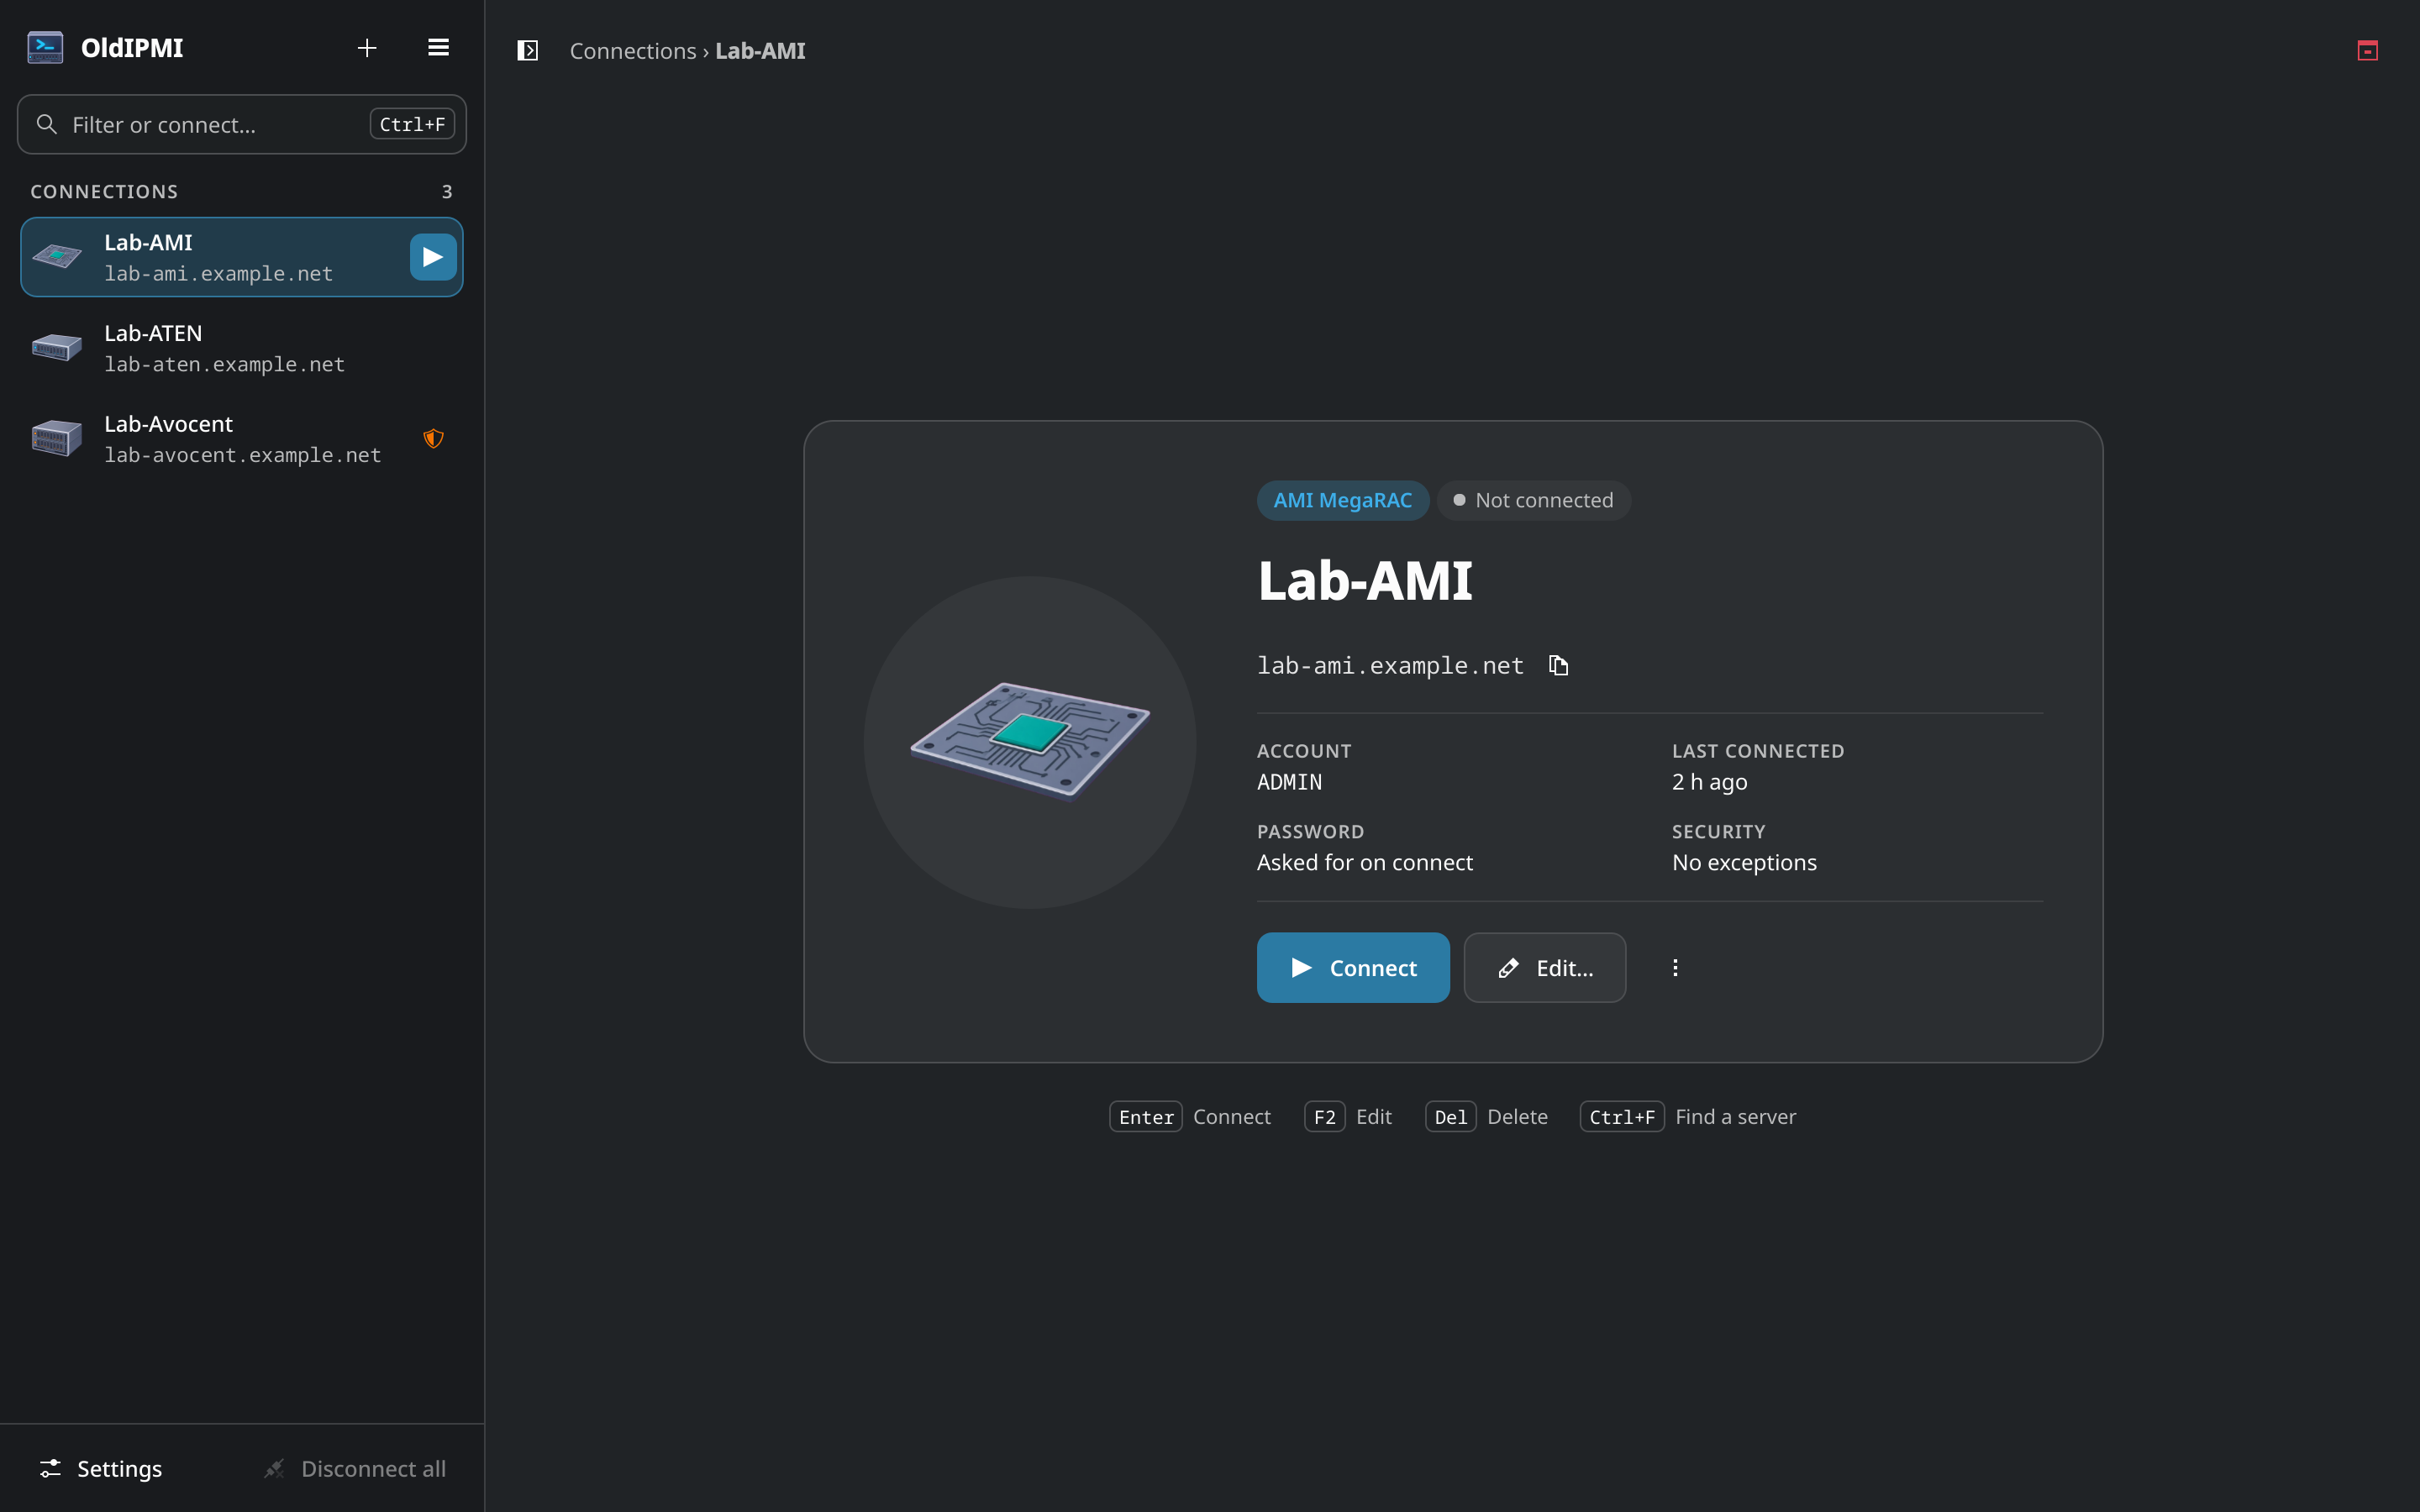 OldIPMI
Filter or connect...
Ctrl+F
CONNECTIONS 3
Lab-AMI
lab-ami.example.net
Lab-ATEN
lab-aten.example.net
Lab-Avocent
lab-avocent.example.net
Settings
Disconnect all
Connections › Lab-AMI
AMI MegaRAC
Not connected
Lab-AMI
lab-ami.example.net
ACCOUNT
ADMIN
LAST CONNECTED
2 h ago
PASSWORD
Asked for on connect
SECURITY
No exceptions
Connect
Edit...
Enter Connect F2 Edit Del Delete Ctrl+F Find a server